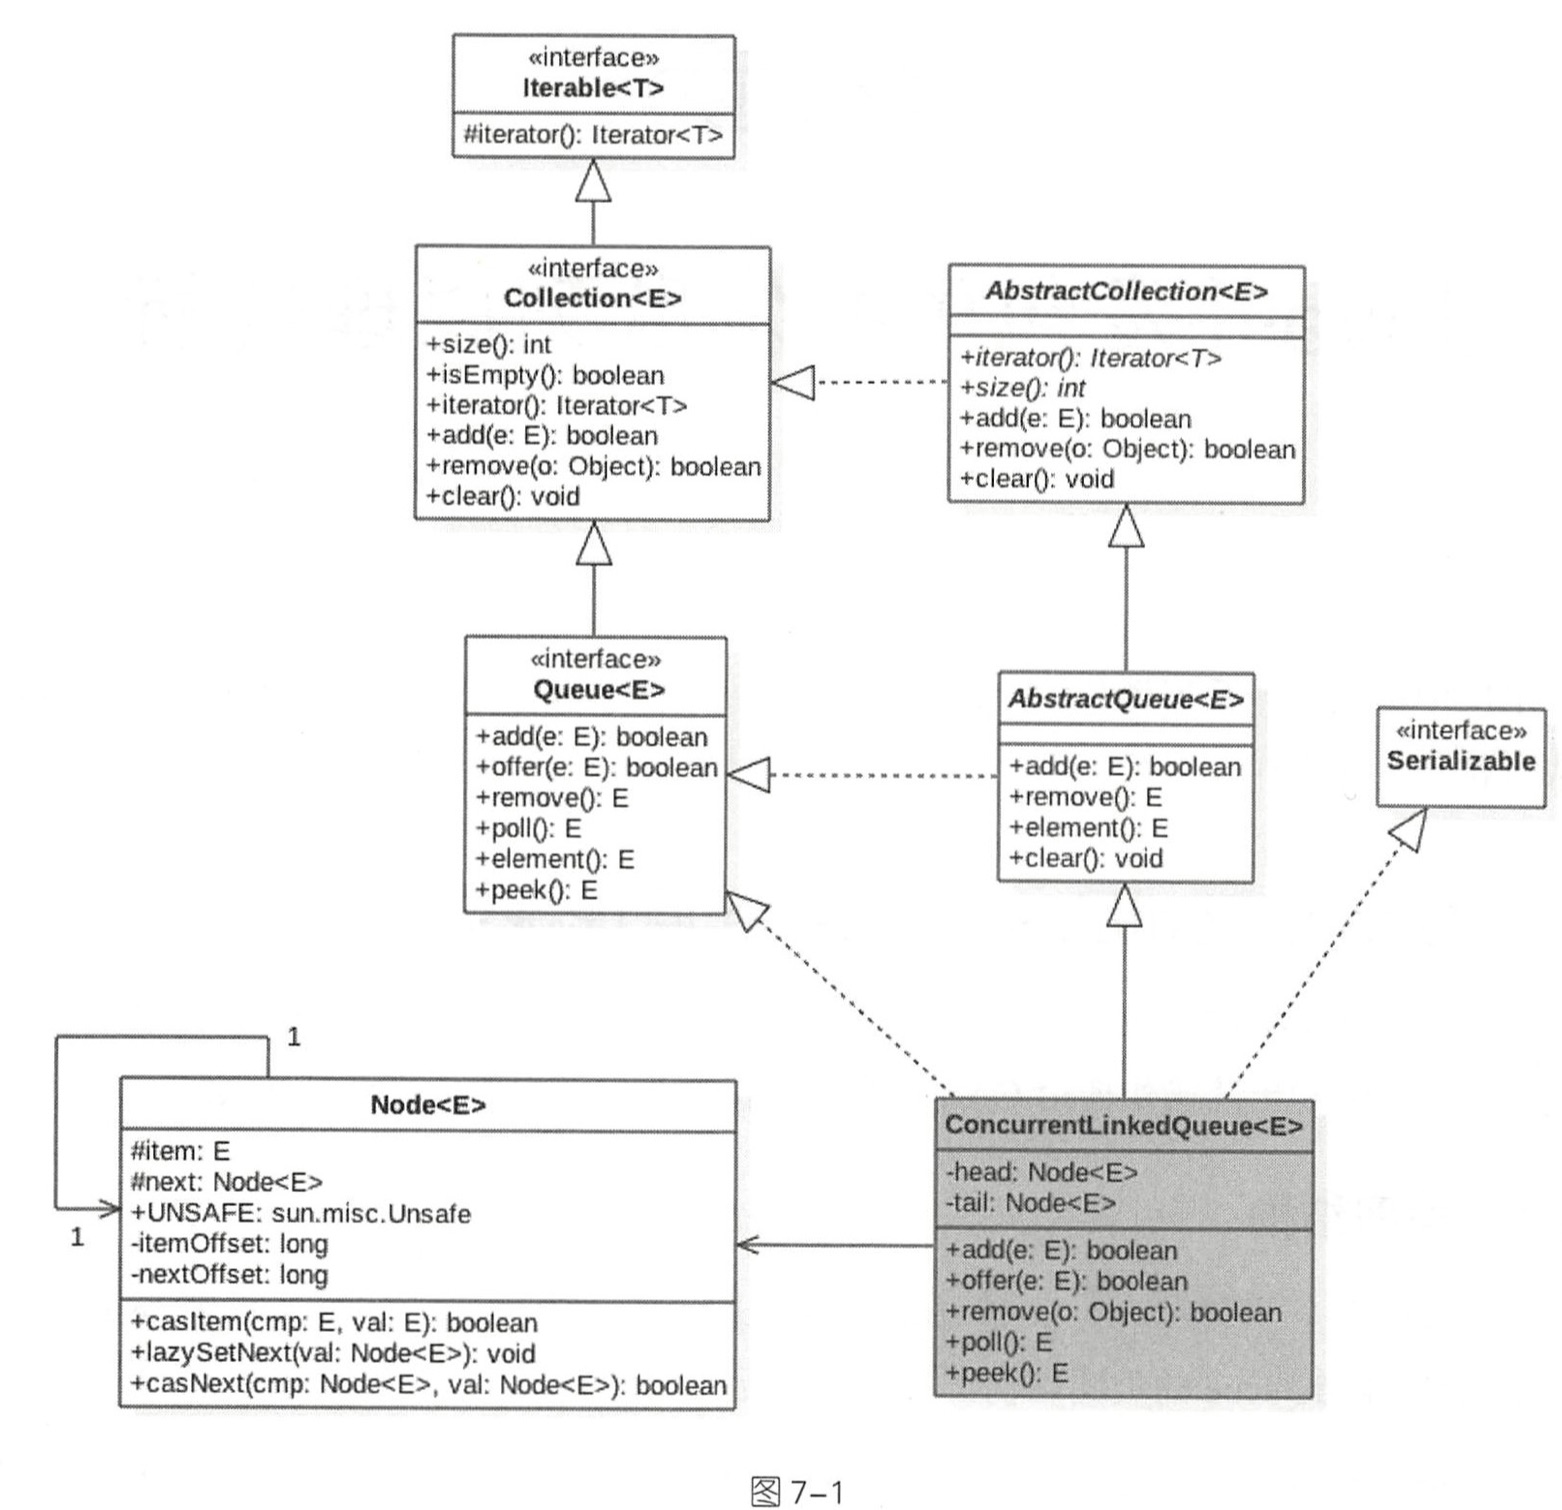 «interface»
Iterable<T>
#iterator(): Iterator<T>
«interface»
Collection<E>
+size(): int
+isEmpty(): boolean
+iterator(): Iterator<T>
+add(e: E): boolean
+remove(o: Object): boolean
+clear(): void
AbstractCollection<E>
+iterator(): Iterator<T>
+size(): int
+add(e: E): boolean
+remove(o: Object): boolean
+clear(): void
«interface»
Queue<E>
+add(e: E): boolean
+offer(e: E): boolean
+remove(): E
+poll(): E
+element(): E
+peek(): E
AbstractQueue<E>
+add(e: E): boolean
+remove(): E
+element(): E
+clear(): void
«interface»
Serializable
1
1
Node<E>
#item: E
#next: Node<E>
+UNSAFE: sun.misc.Unsafe
-itemOffset: long
-nextOffset: long
+casItem(cmp: E, val: E): boolean
+lazySetNext(val: Node<E>): void
+casNext(cmp: Node<E>, val: Node<E>): boolean
ConcurrentLinkedQueue<E>
-head: Node<E>
-tail: Node<E>
+add(e: E): boolean
+offer(e: E): boolean
+remove(o: Object): boolean
+poll(): E
+peek(): E
图 7-1